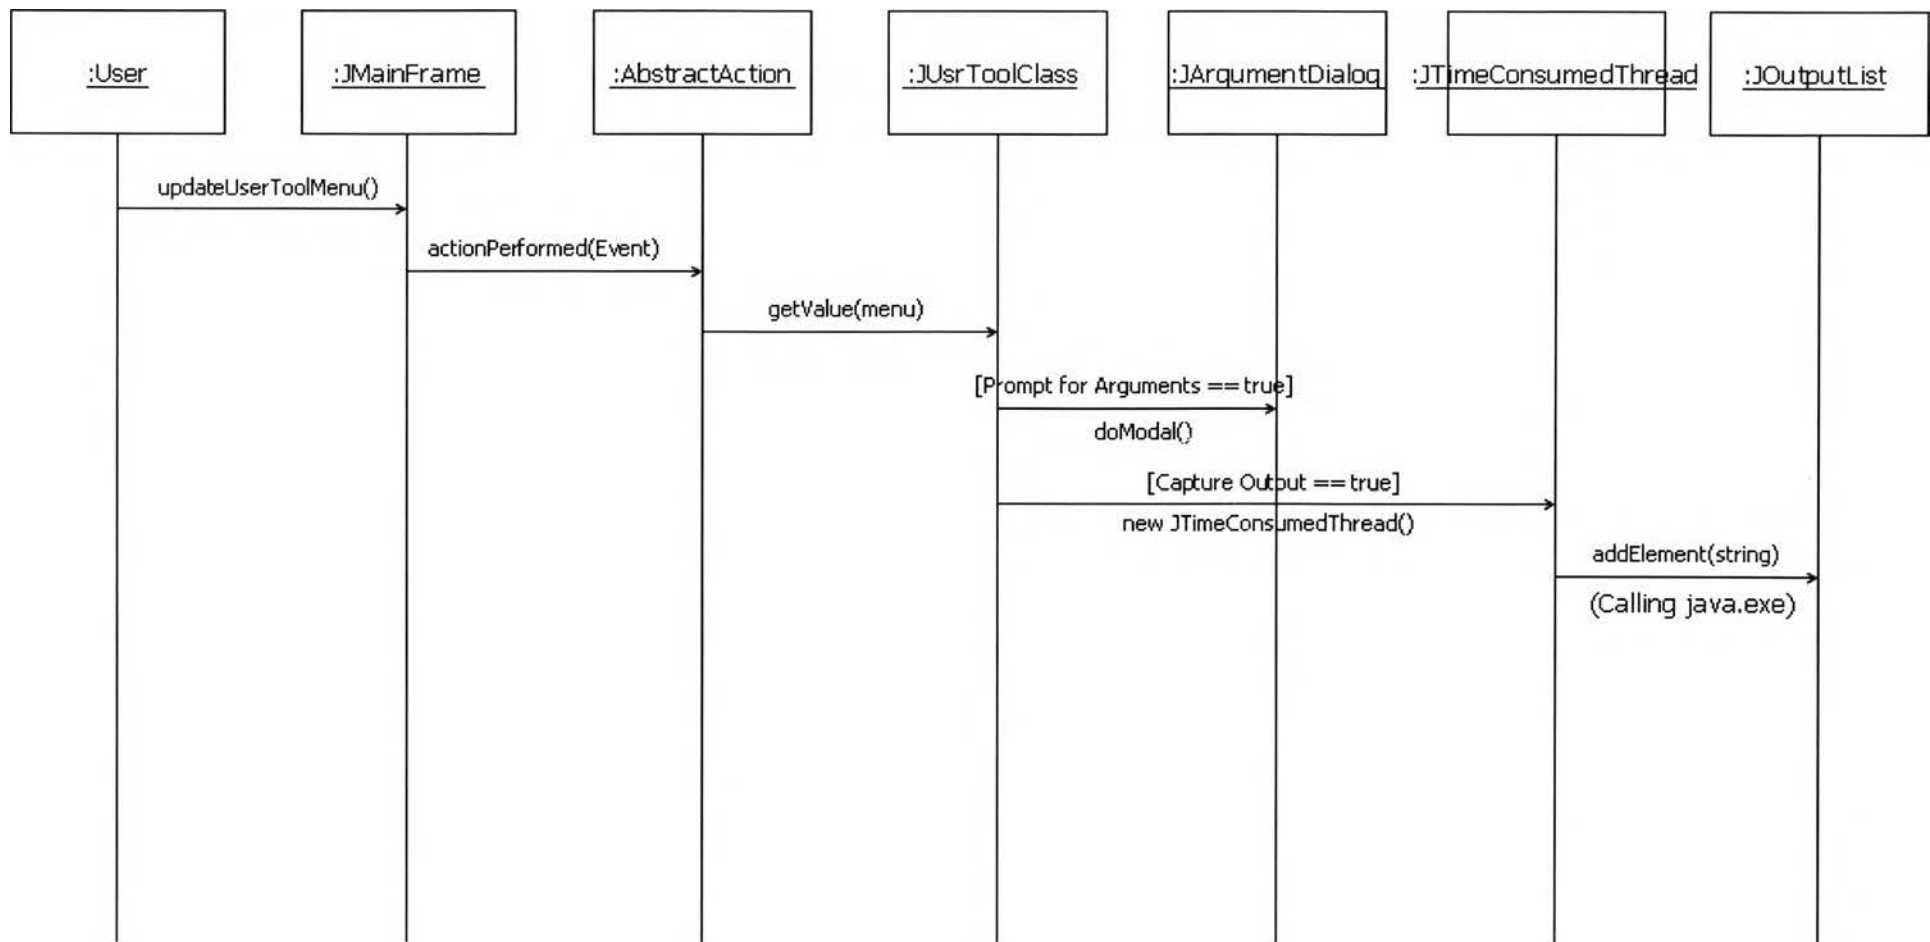 :User
:JMainFrame
:AbstractAction
:JUsrToolClass
:JArgumentDialog
:JTimeConsumedThread
:JOutputList
updateUserToolMenu()
actionPerformed(Event)
getValue(menu)
[Prompt for Arguments == true]
doModal()
[Capture Output == true]
new JTimeConsumedThread()
addElement(string)
(Calling java.exe)